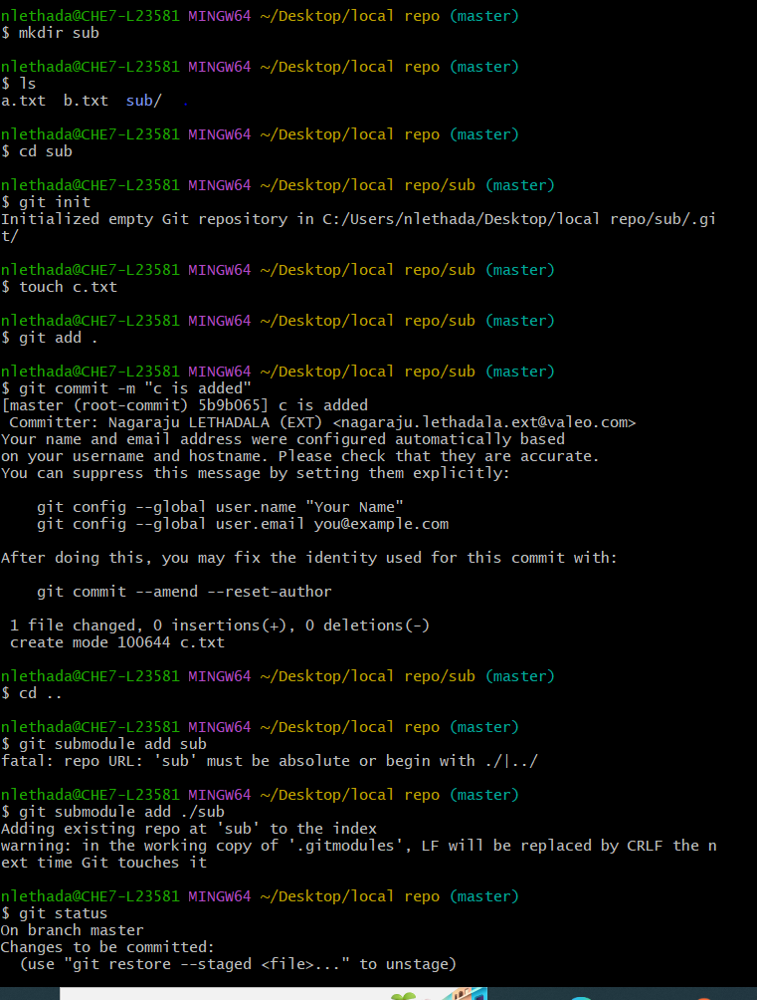 nlethada@CHE7-L23581 MINGW64 ~/Desktop/local repo (master)
$ mkdir sub
nlethada@CHE7-L23581 MINGW64 ~/Desktop/local repo (master)
$ ls
a.txt  b.txt  sub/
nlethada@CHE7-L23581 MINGW64 ~/Desktop/local repo (master)
$ cd sub
nlethada@CHE7-L23581 MINGW64 ~/Desktop/local repo/sub (master)
$ git init
Initialized empty Git repository in C:/Users/nlethada/Desktop/local repo/sub/.gi
t/
nlethada@CHE7-L23581 MINGW64 ~/Desktop/local repo/sub (master)
$ touch c.txt
nlethada@CHE7-L23581 MINGW64 ~/Desktop/local repo/sub (master)
$ git add .
nlethada@CHE7-L23581 MINGW64 ~/Desktop/local repo/sub (master)
$ git commit -m "c is added"
[master (root-commit) 5b9b065] c is added
 Committer: Nagaraju LETHADALA (EXT) <nagaraju.lethadala.ext@valeo.com>
Your name and email address were configured automatically based
on your username and hostname. Please check that they are accurate.
You can suppress this message by setting them explicitly:
    git config --global user.name "Your Name"
    git config --global user.email you@example.com
After doing this, you may fix the identity used for this commit with:
    git commit --amend --reset-author
 1 file changed, 0 insertions(+), 0 deletions(-)
 create mode 100644 c.txt
nlethada@CHE7-L23581 MINGW64 ~/Desktop/local repo/sub (master)
$ cd ..
nlethada@CHE7-L23581 MINGW64 ~/Desktop/local repo (master)
$ git submodule add sub
fatal: repo URL: 'sub' must be absolute or begin with ./|../
nlethada@CHE7-L23581 MINGW64 ~/Desktop/local repo (master)
$ git submodule add ./sub
Adding existing repo at 'sub' to the index
warning: in the working copy of '.gitmodules', LF will be replaced by CRLF the n
ext time Git touches it
nlethada@CHE7-L23581 MINGW64 ~/Desktop/local repo (master)
$ git status
On branch master
Changes to be committed:
  (use "git restore --staged <file>..." to unstage)